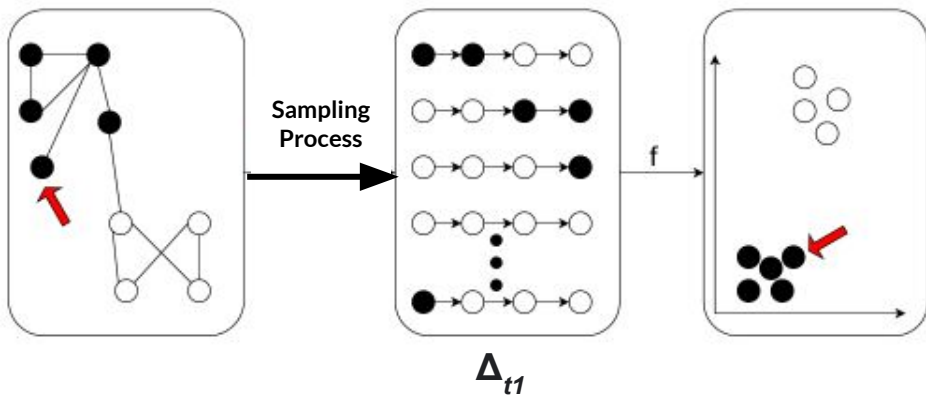 Sampling
Process
f
Δt1